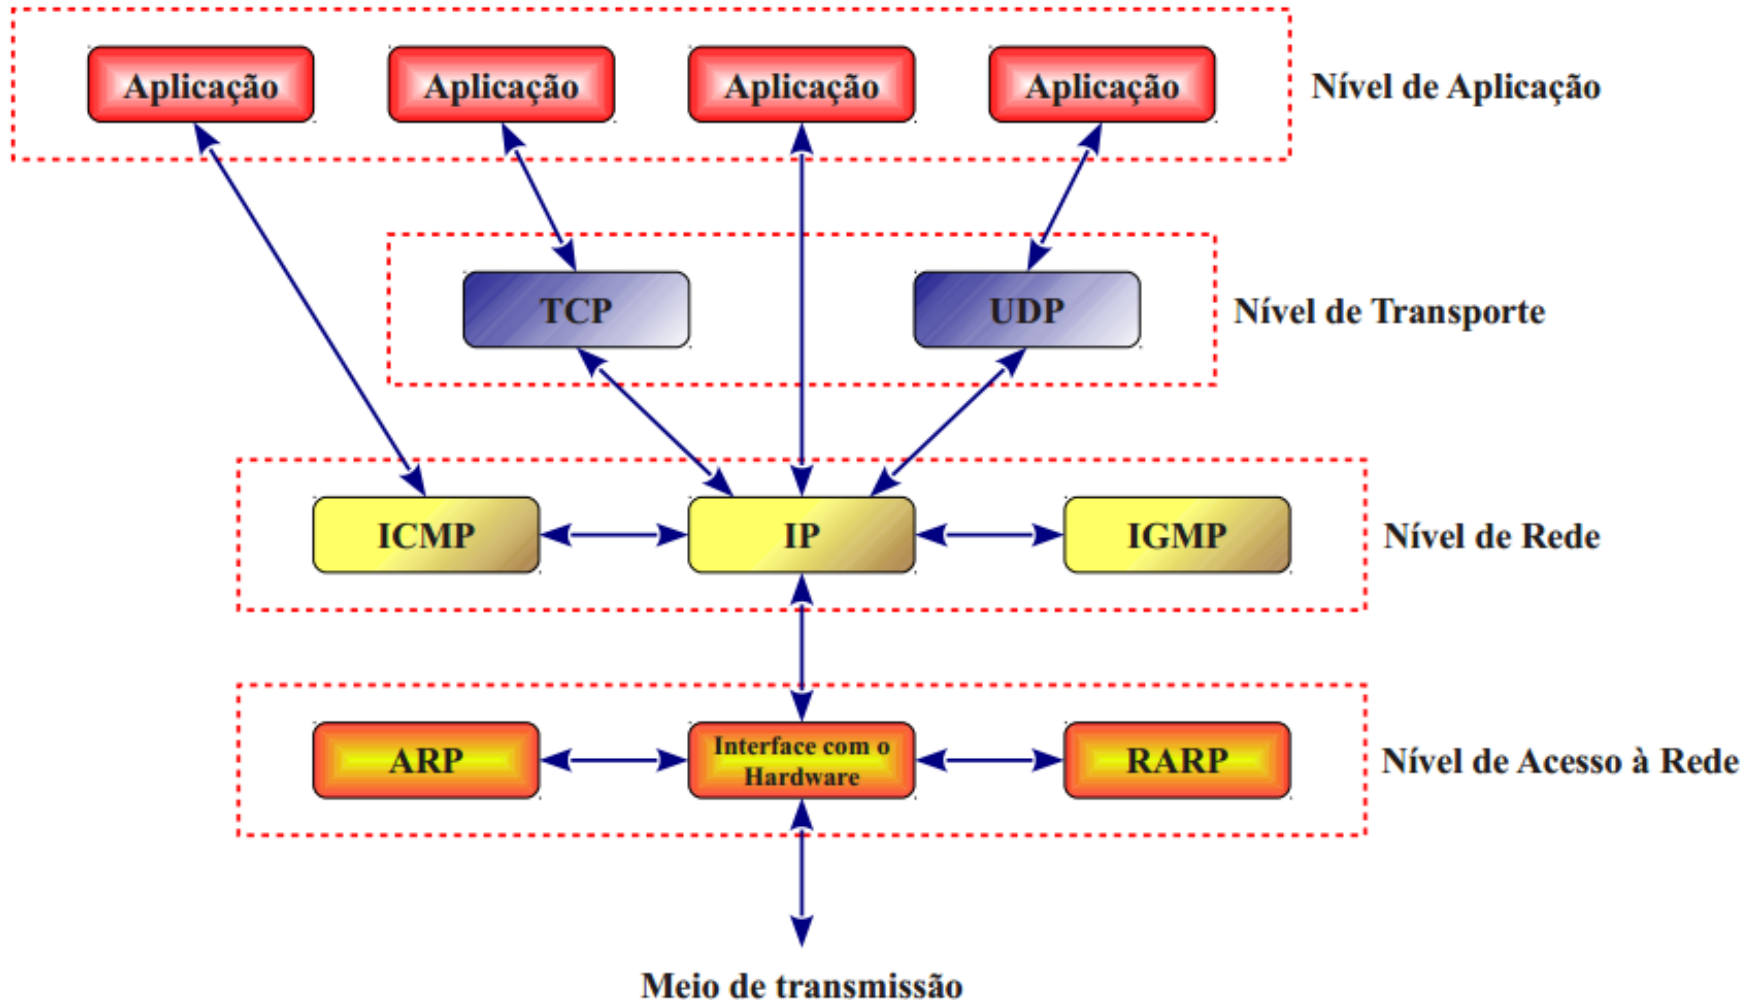 Aplicação
Aplicação
Aplicação
Aplicação
Nível de Aplicação
TCP
UDP
Nível de Transporte
ICMP
IP
IGMP
Nível de Rede
ARP
Interface com o
Hardware
RARP
Nível de Acesso à Rede
Meio de transmissão